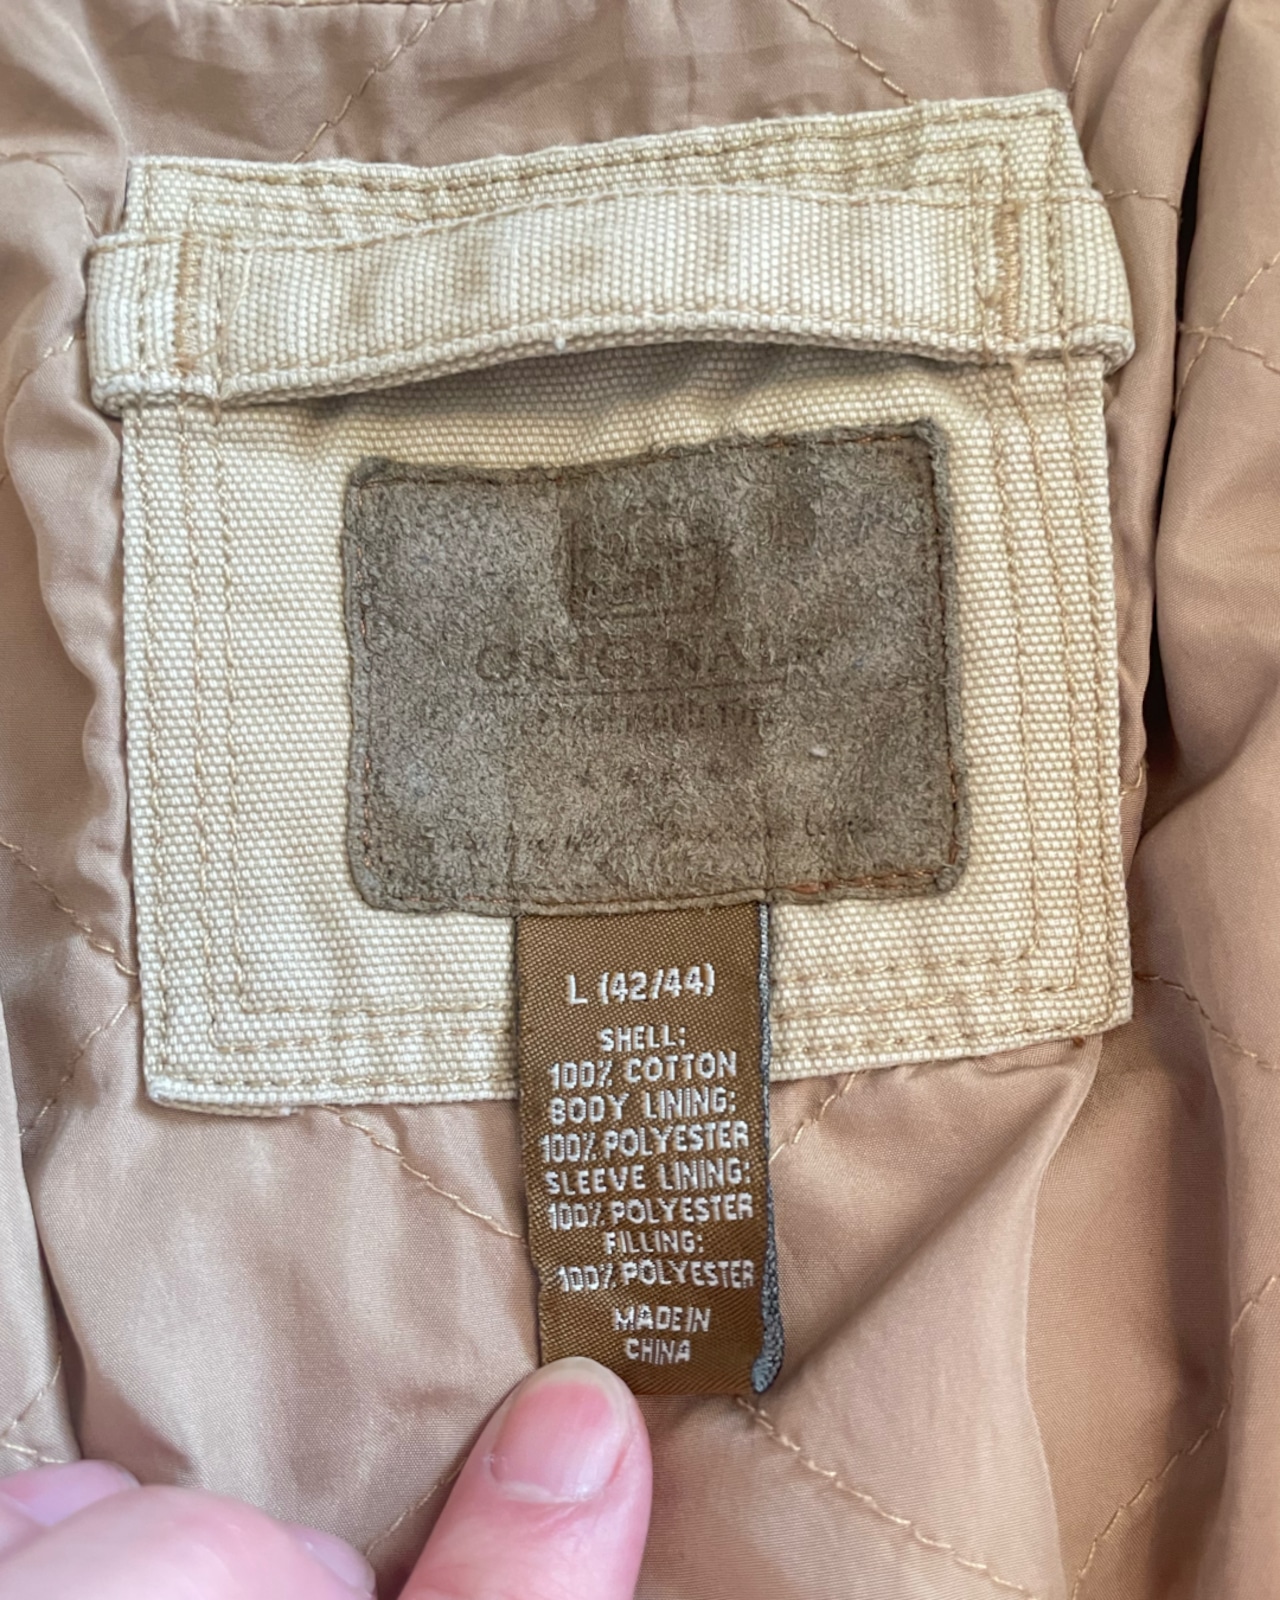 ORIGINAL
L (42/44)
SHELL:
100% COTTON
BODY LINING:
100% POLYESTER
SLEEVE LINING:
100% POLYESTER
FILLING:
100% POLYESTER
MADE IN
CHINA